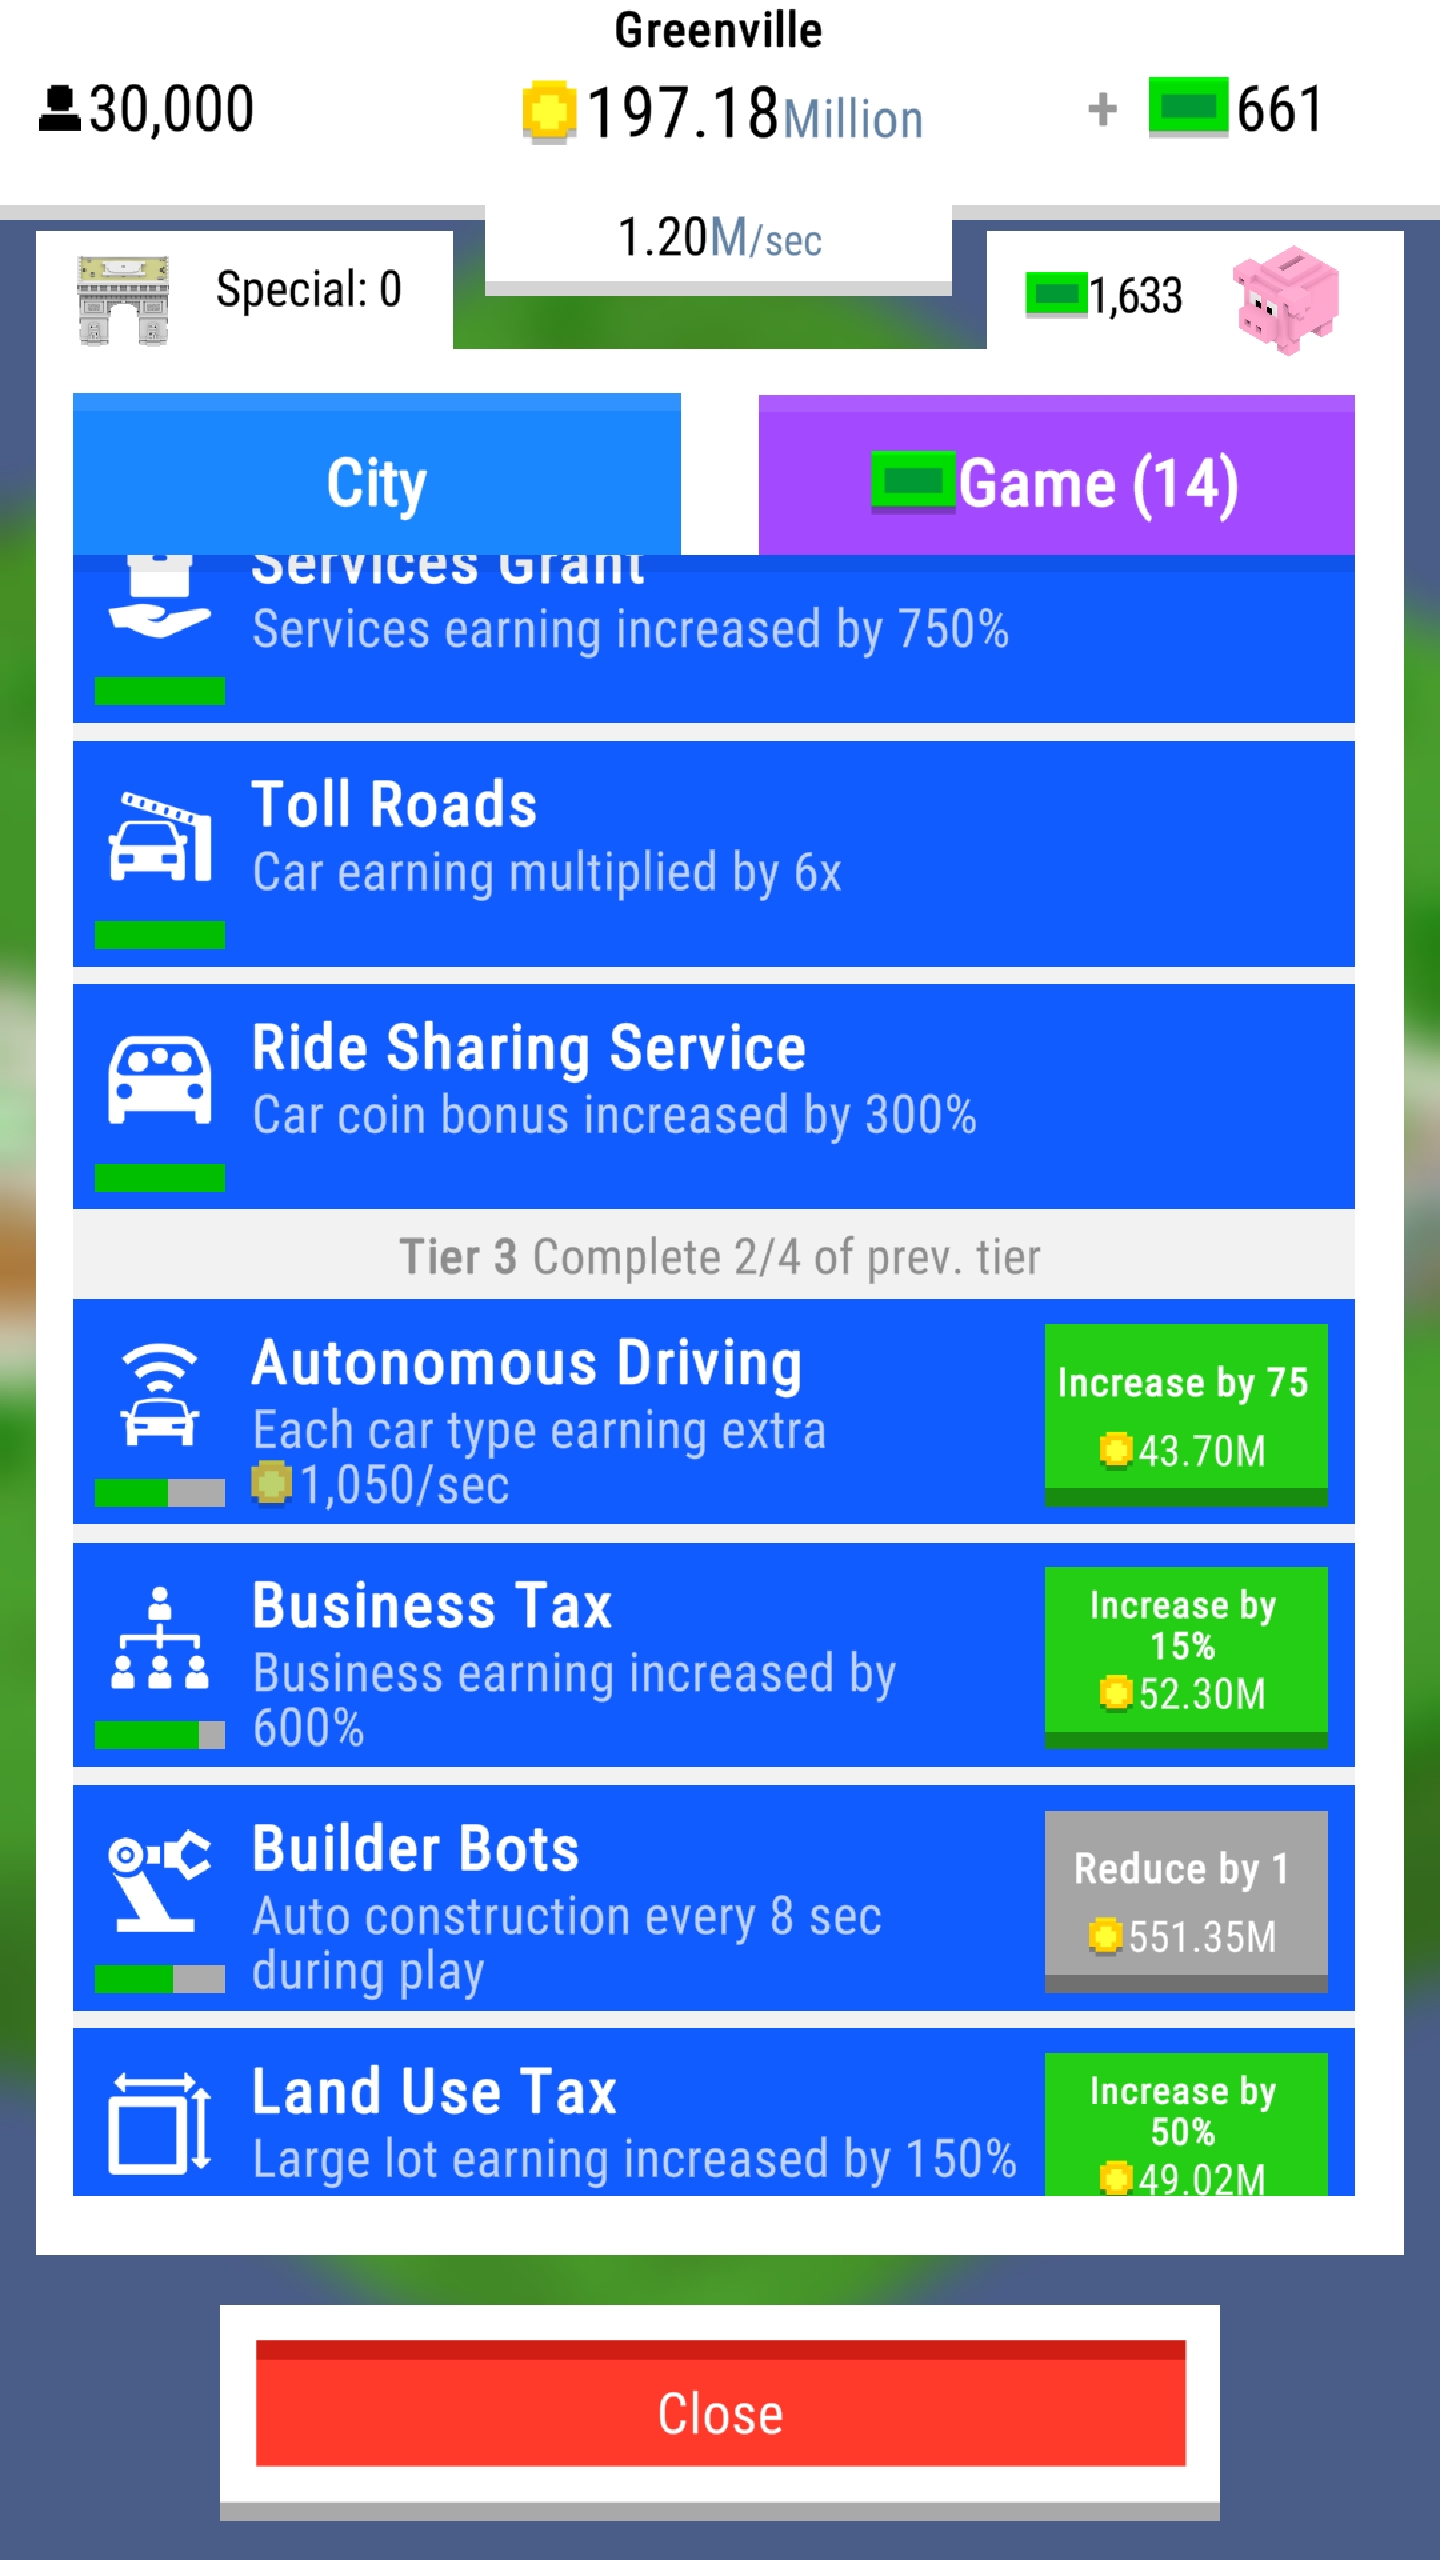 Greenville
30,000
197.18Million
+ 661
1.20M/sec
Special: 0
1,633
City
Game (14)
Services Grant
Services earning increased by 750%
Toll Roads
Car earning multiplied by 6x
Ride Sharing Service
Car coin bonus increased by 300%
Tier 3 Complete 2/4 of prev. tier
Autonomous Driving
Each car type earning extra
1,050/sec
Increase by 75
43.70M
Business Tax
Business earning increased by
600%
Increase by
15%
52.30M
Builder Bots
Auto construction every 8 sec
during play
Reduce by 1
551.35M
Land Use Tax
Large lot earning increased by 150%
Increase by
50%
49.02M
Close